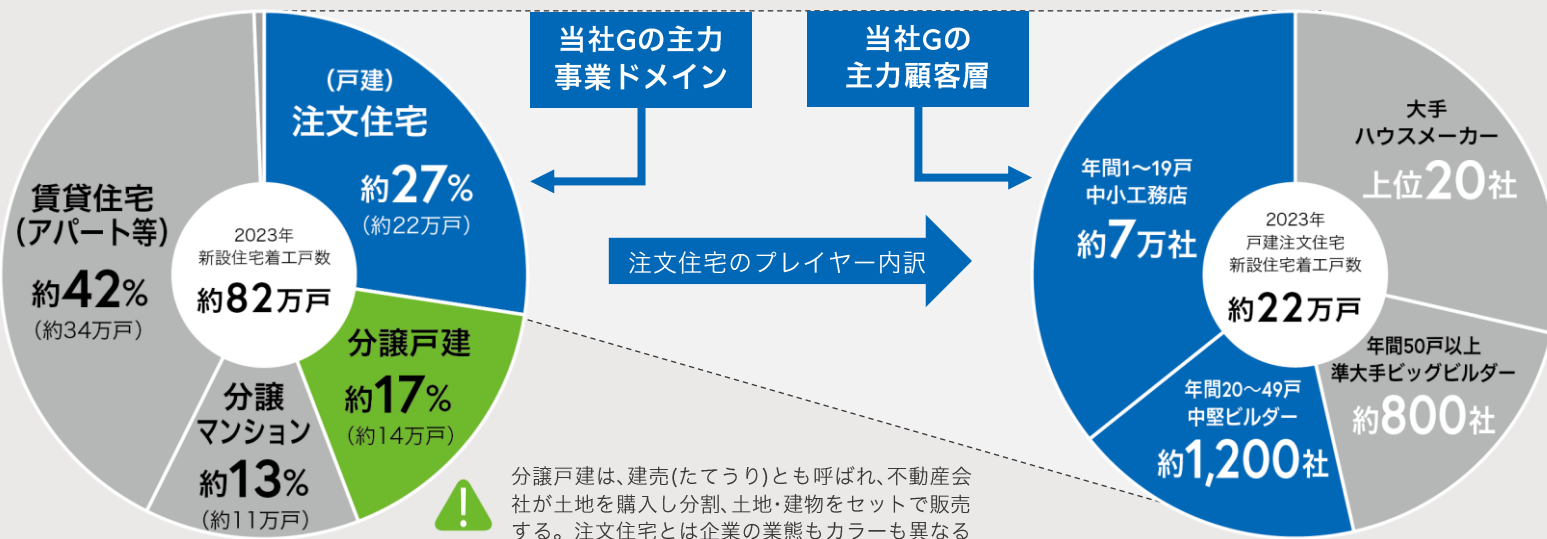 当社Gの主力
事業ドメイン
当社Gの
主力顧客層
(戸建)
注文住宅
約27%
(約22万戸)
賃貸住宅
(アパート等)
約42%
(約34万戸)
2023年
新設住宅着工戸数
約82万戸
分譲戸建
約17%
(約14万戸)
分譲
マンション
約13%
(約11万戸)
注文住宅のプレイヤー内訳
大手
ハウスメーカー
上位20社
年間1〜19戸
中小工務店
約7万社
2023年
戸建注文住宅
新設住宅着工戸数
約22万戸
年間50戸以上
準大手ビッグビルダー
約800社
年間20〜49戸
中堅ビルダー
約1,200社
分譲戸建は、建売(たてうり)とも呼ばれ、不動産会
社が土地を購入し分割、土地・建物をセットで販売
する。注文住宅とは企業の業態もカラーも異なる